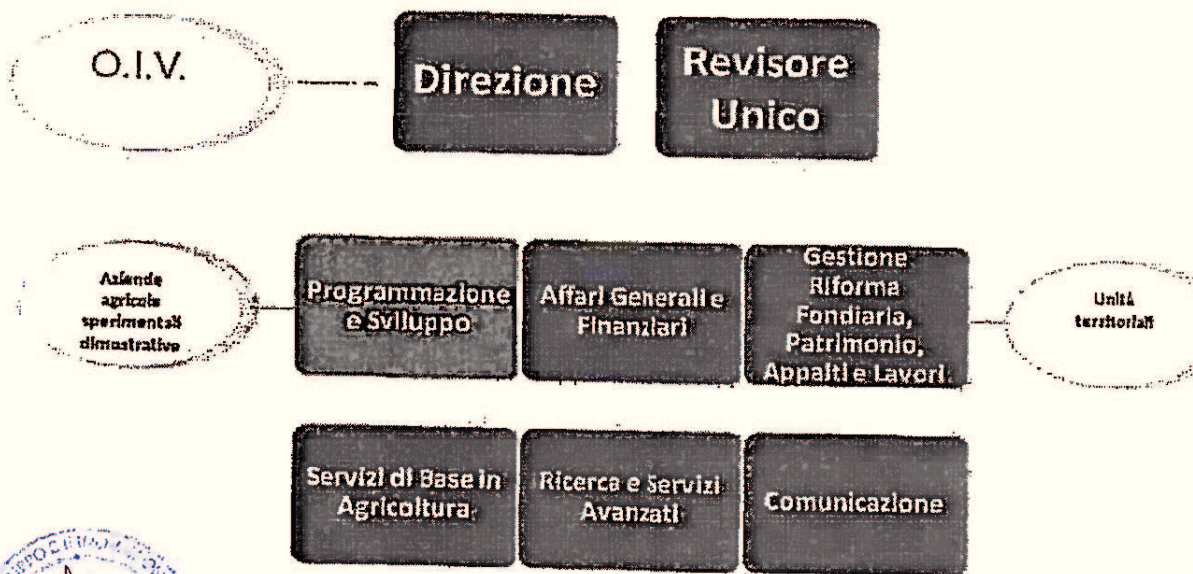 O.I.V.
Direzione
Revisore
Unico
Aziende
agricole
sperimentali
dimostrative
Programmazione
e Sviluppo
Affari Generali e
Finanziari
Gestione
Riforma
Fondiaria,
Patrimonio,
Appalti e Lavori
Unità
territoriali
Servizi di Base in
Agricoltura
Ricerca e Servizi
Avanzati
Comunicazione